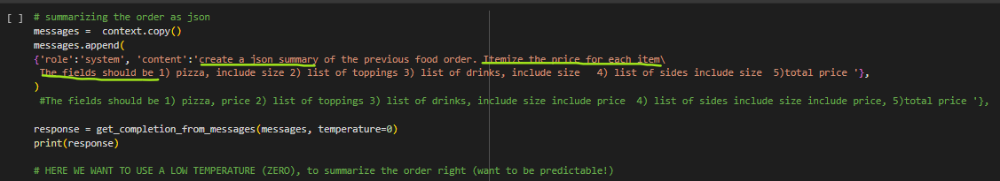 [ ] # summarizing the order as json
messages =  context.copy()
messages.append(
{'role':'system', 'content':'create a json summary of the previous food order. Itemize the price for each item\
 The fields should be 1) pizza, include size 2) list of toppings 3) list of drinks, include size   4) list of sides include size  5)total price '},
)
 #The fields should be 1) pizza, price 2) list of toppings 3) list of drinks, include size include price  4) list of sides include size include price, 5)total price '},
response = get_completion_from_messages(messages, temperature=0)
print(response)
# HERE WE WANT TO USE A LOW TEMPERATURE (ZERO), to summarize the order right (want to be predictable!)